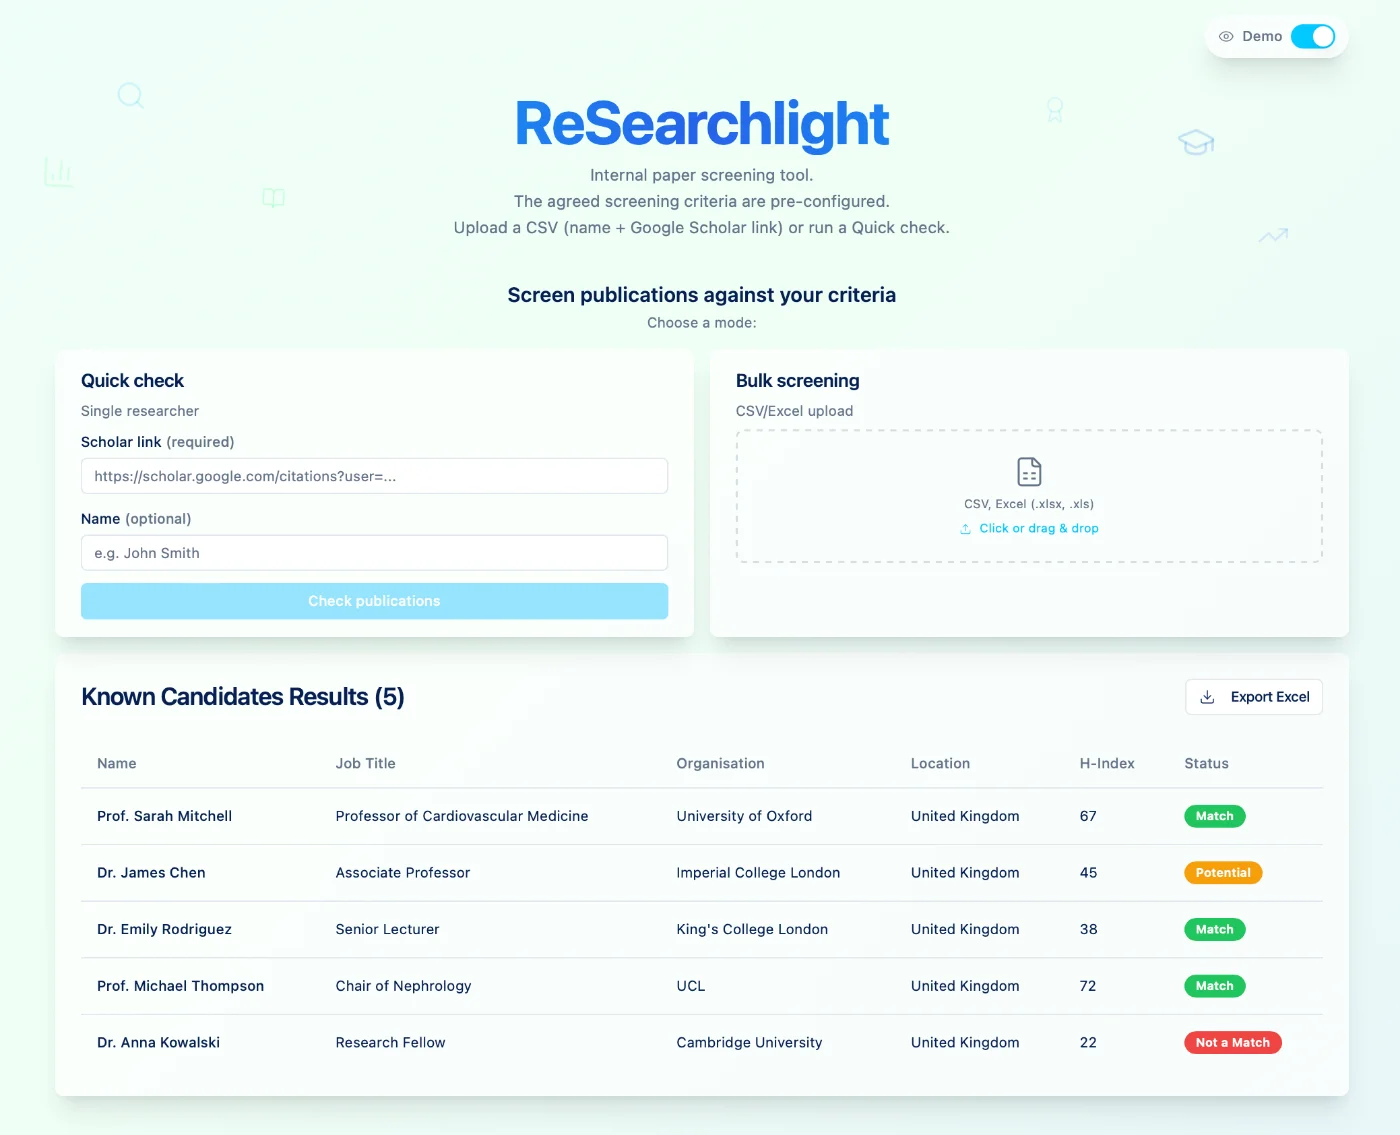 Demo
ReSearchlight
Internal paper screening tool.
The agreed screening criteria are pre-configured.
Upload a CSV (name + Google Scholar link) or run a Quick check.
Screen publications against your criteria
Choose a mode:
Quick check
Single researcher
Scholar link (required)
https://scholar.google.com/citations?user=...
Name (optional)
e.g. John Smith
Check publications
Bulk screening
CSV/Excel upload
CSV, Excel (.xlsx, .xls)
Click or drag & drop
Known Candidates Results (5)
Export Excel
Name Job Title Organisation Location H-Index Status
Prof. Sarah Mitchell Professor of Cardiovascular Medicine University of Oxford United Kingdom 67 Match
Dr. James Chen Associate Professor Imperial College London United Kingdom 45 Potential
Dr. Emily Rodriguez Senior Lecturer King's College London United Kingdom 38 Match
Prof. Michael Thompson Chair of Nephrology UCL United Kingdom 72 Match
Dr. Anna Kowalski Research Fellow Cambridge University United Kingdom 22 Not a Match